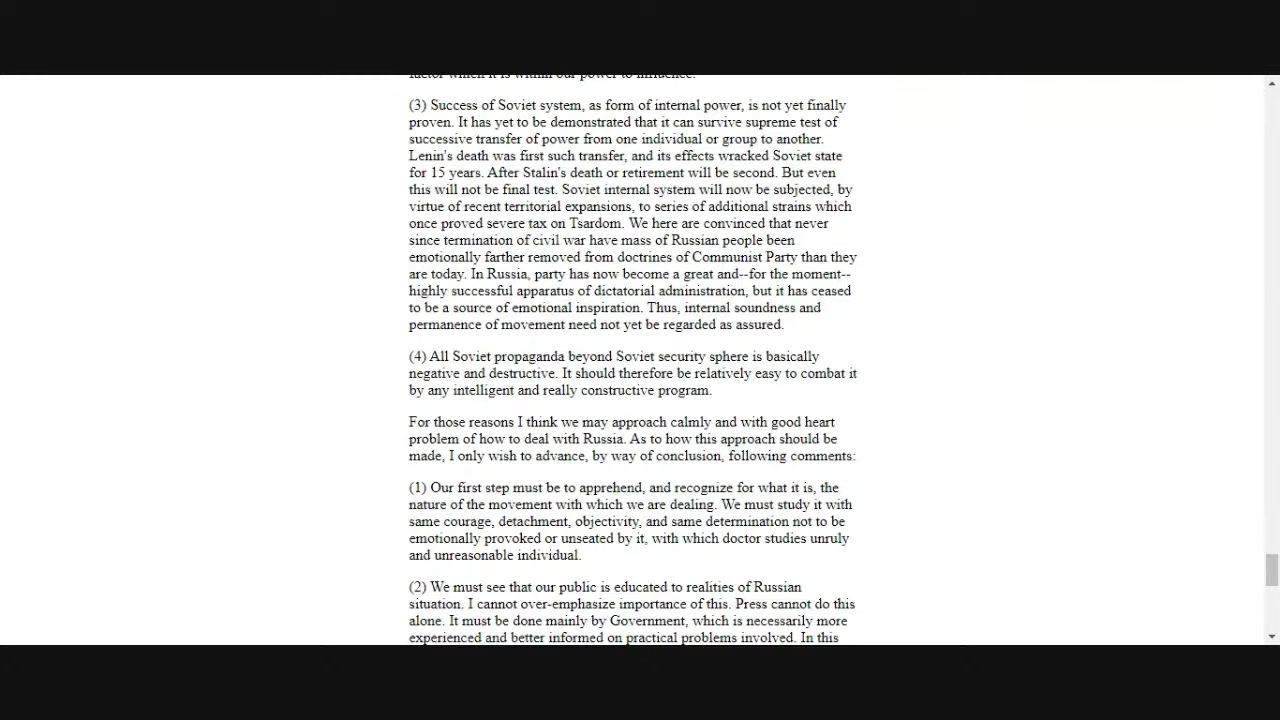 factor which it is within our power to influence.
(3) Success of Soviet system, as form of internal power, is not yet finally
proven. It has yet to be demonstrated that it can survive supreme test of
successive transfer of power from one individual or group to another.
Lenin's death was first such transfer, and its effects wracked Soviet state
for 15 years. After Stalin's death or retirement will be second. But even
this will not be final test. Soviet internal system will now be subjected, by
virtue of recent territorial expansions, to series of additional strains which
once proved severe tax on Tsardom. We here are convinced that never
since termination of civil war have mass of Russian people been
emotionally farther removed from doctrines of Communist Party than they
are today. In Russia, party has now become a great and--for the moment--
highly successful apparatus of dictatorial administration, but it has ceased
to be a source of emotional inspiration. Thus, internal soundness and
permanence of movement need not yet be regarded as assured.
(4) All Soviet propaganda beyond Soviet security sphere is basically
negative and destructive. It should therefore be relatively easy to combat it
by any intelligent and really constructive program.
For those reasons I think we may approach calmly and with good heart
problem of how to deal with Russia. As to how this approach should be
made, I only wish to advance, by way of conclusion, following comments:
(1) Our first step must be to apprehend, and recognize for what it is, the
nature of the movement with which we are dealing. We must study it with
same courage, detachment, objectivity, and same determination not to be
emotionally provoked or unseated by it, with which doctor studies unruly
and unreasonable individual.
(2) We must see that our public is educated to realities of Russian
situation. I cannot over-emphasize importance of this. Press cannot do this
alone. It must be done mainly by Government, which is necessarily more
experienced and better informed on practical problems involved. In this